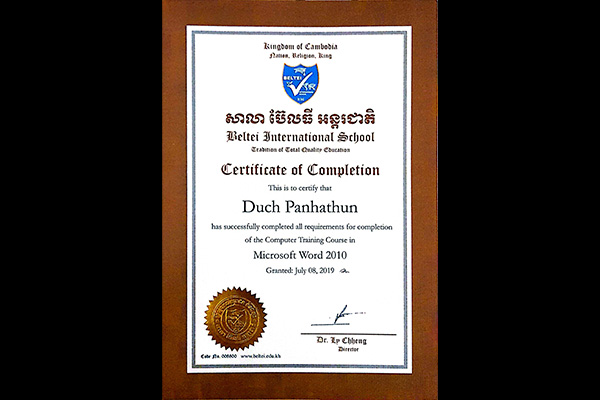 Kingdom of Cambodia
Nation, Religion, King
BELTEI
សាលា ប៊ែលធី អន្តរជាតិ
Beltei International School
Tradition of Total Quality Education
Certificate of Completion
This is to certify that
Duch Panhathun
has successfully completed all requirements for completion
of the Computer Training Course in
Microsoft Word 2010
Granted: July 08, 2019
Dr. Ly Chheng
Director
Code No. 008800 www.beltei.edu.kh